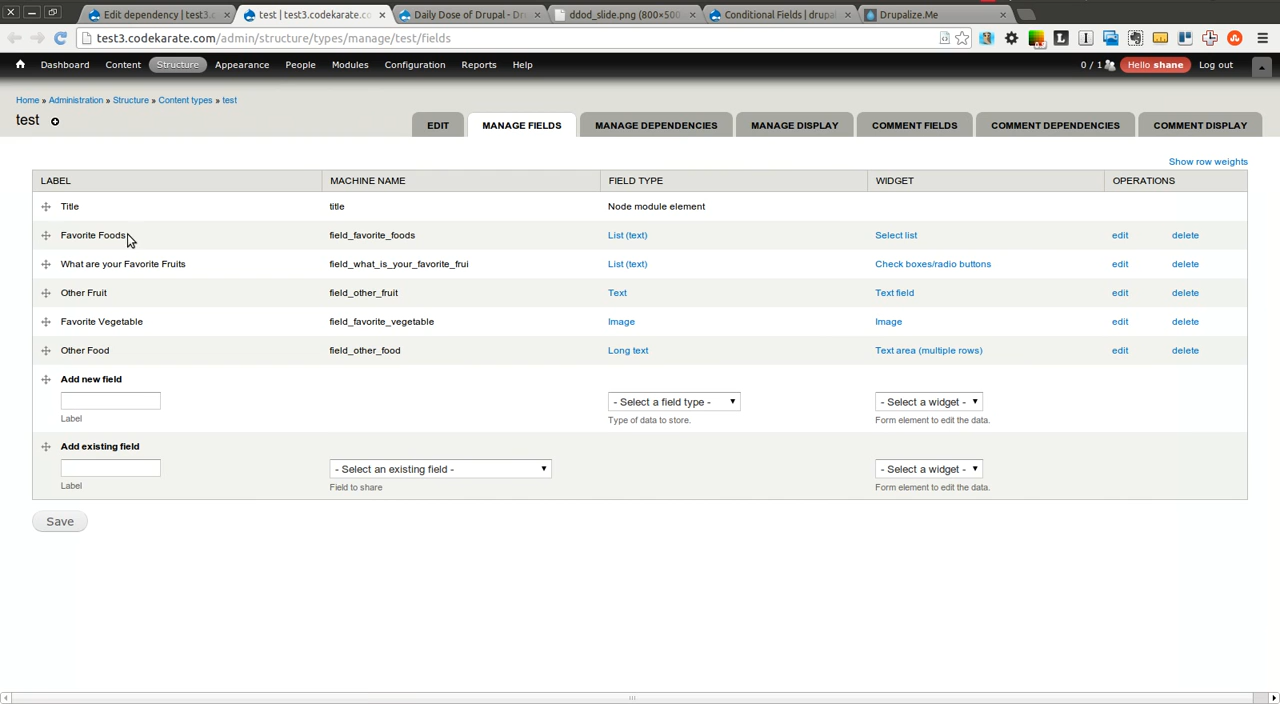 Edit dependency | test3.c
test | test3.codekarate.co
Daily Dose of Drupal - Dr
ddod_slide.png (800×500
Conditional Fields | drupal
Drupalize.Me
test3.codekarate.com/admin/structure/types/manage/test/fields
Dashboard Content Structure Appearance People Modules Configuration Reports Help 0 / 1 Hello shane Log out
Home » Administration » Structure » Content types » test
test
EDIT MANAGE FIELDS MANAGE DEPENDENCIES MANAGE DISPLAY COMMENT FIELDS COMMENT DEPENDENCIES COMMENT DISPLAY
Show row weights
LABEL MACHINE NAME FIELD TYPE WIDGET OPERATIONS
Title title Node module element
Favorite Foods field_favorite_foods List (text) Select list edit delete
What are your Favorite Fruits field_what_is_your_favorite_frui List (text) Check boxes/radio buttons edit delete
Other Fruit field_other_fruit Text Text field edit delete
Favorite Vegetable field_favorite_vegetable Image Image edit delete
Other Food field_other_food Long text Text area (multiple rows) edit delete
Add new field
- Select a field type - - Select a widget -
Label Type of data to store. Form element to edit the data.
Add existing field
- Select an existing field - - Select a widget -
Label Field to share Form element to edit the data.
Save